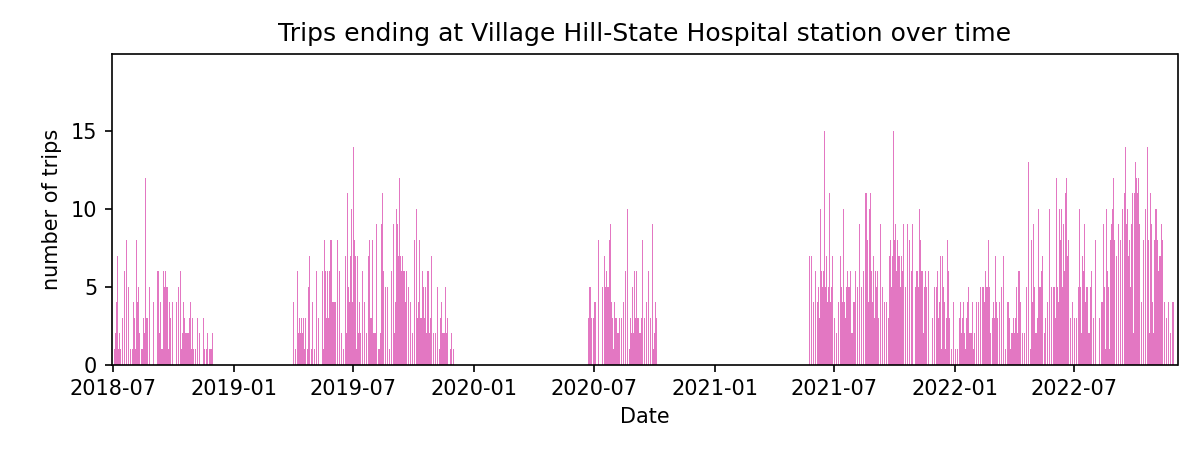 Trips ending at Village Hill-State Hospital station over time
number of trips
15
10
5
0
2018-07 2019-01 2019-07 2020-01 2020-07 2021-01 2021-07 2022-01 2022-07
Date